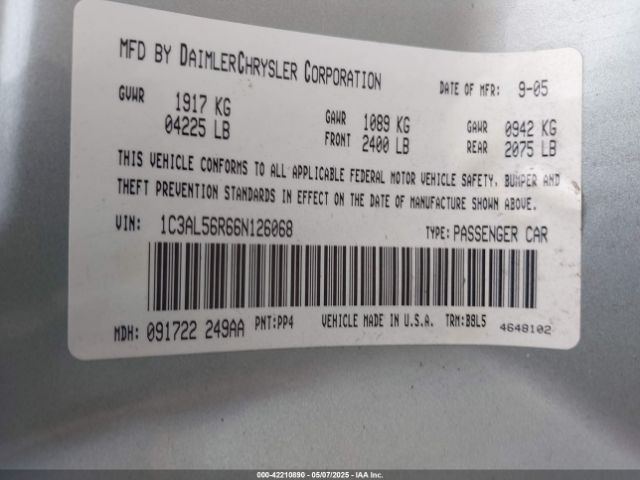 MFD BY DAIMLERCHRYSLER CORPORATION DATE OF MFR: 9-05
GVWR 1917 KG GAWR 1089 KG GAWR 0942 KG
04225 LB FRONT 2400 LB REAR 2075 LB
THIS VEHICLE CONFORMS TO ALL APPLICABLE FEDERAL MOTOR VEHICLE SAFETY, BUMPER AND
THEFT PREVENTION STANDARDS IN EFFECT ON THE DATE OF MANUFACTURE SHOWN ABOVE.
VIN: 1C3AL56R66N126068 TYPE: PASSENGER CAR
MDH: 091722 249AA PNT:PP4 VEHICLE MADE IN U.S.A. TRM:BBL5 4648102
000-42210890 - 05/07/2025 - IAA Inc.